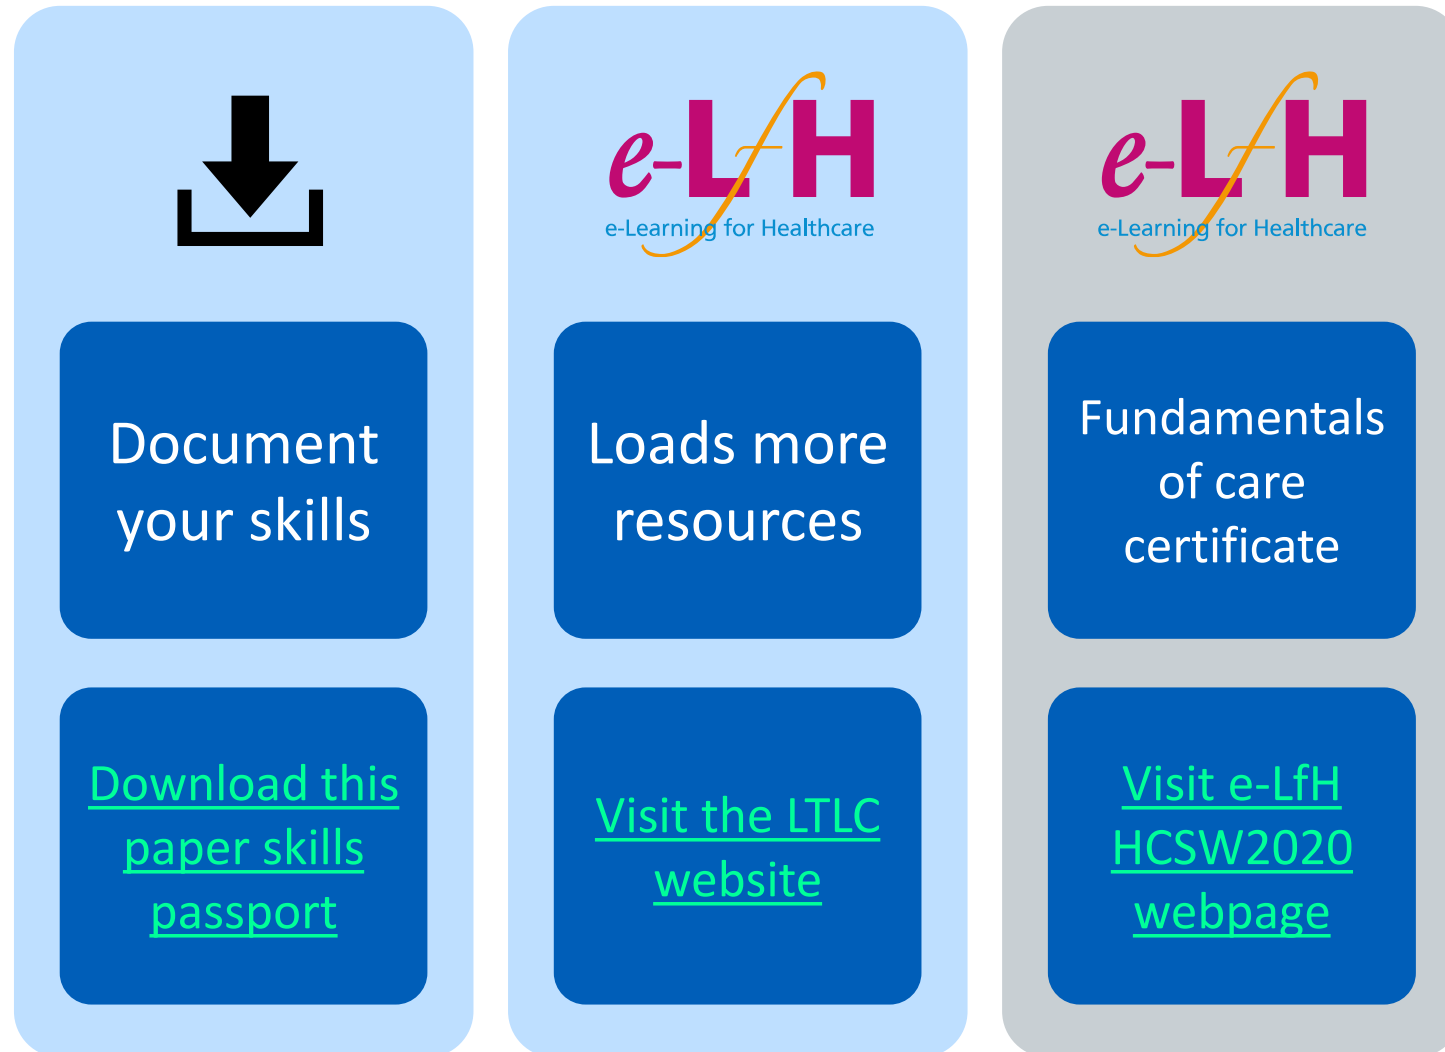 e-LfH
e-Learning for Healthcare
e-LfH
e-Learning for Healthcare
Document
your skills
Loads more
resources
Fundamentals
of care
certificate
Download this
paper skills
passport
Visit the LTLC
website
Visit e-LfH
HCSW2020
webpage